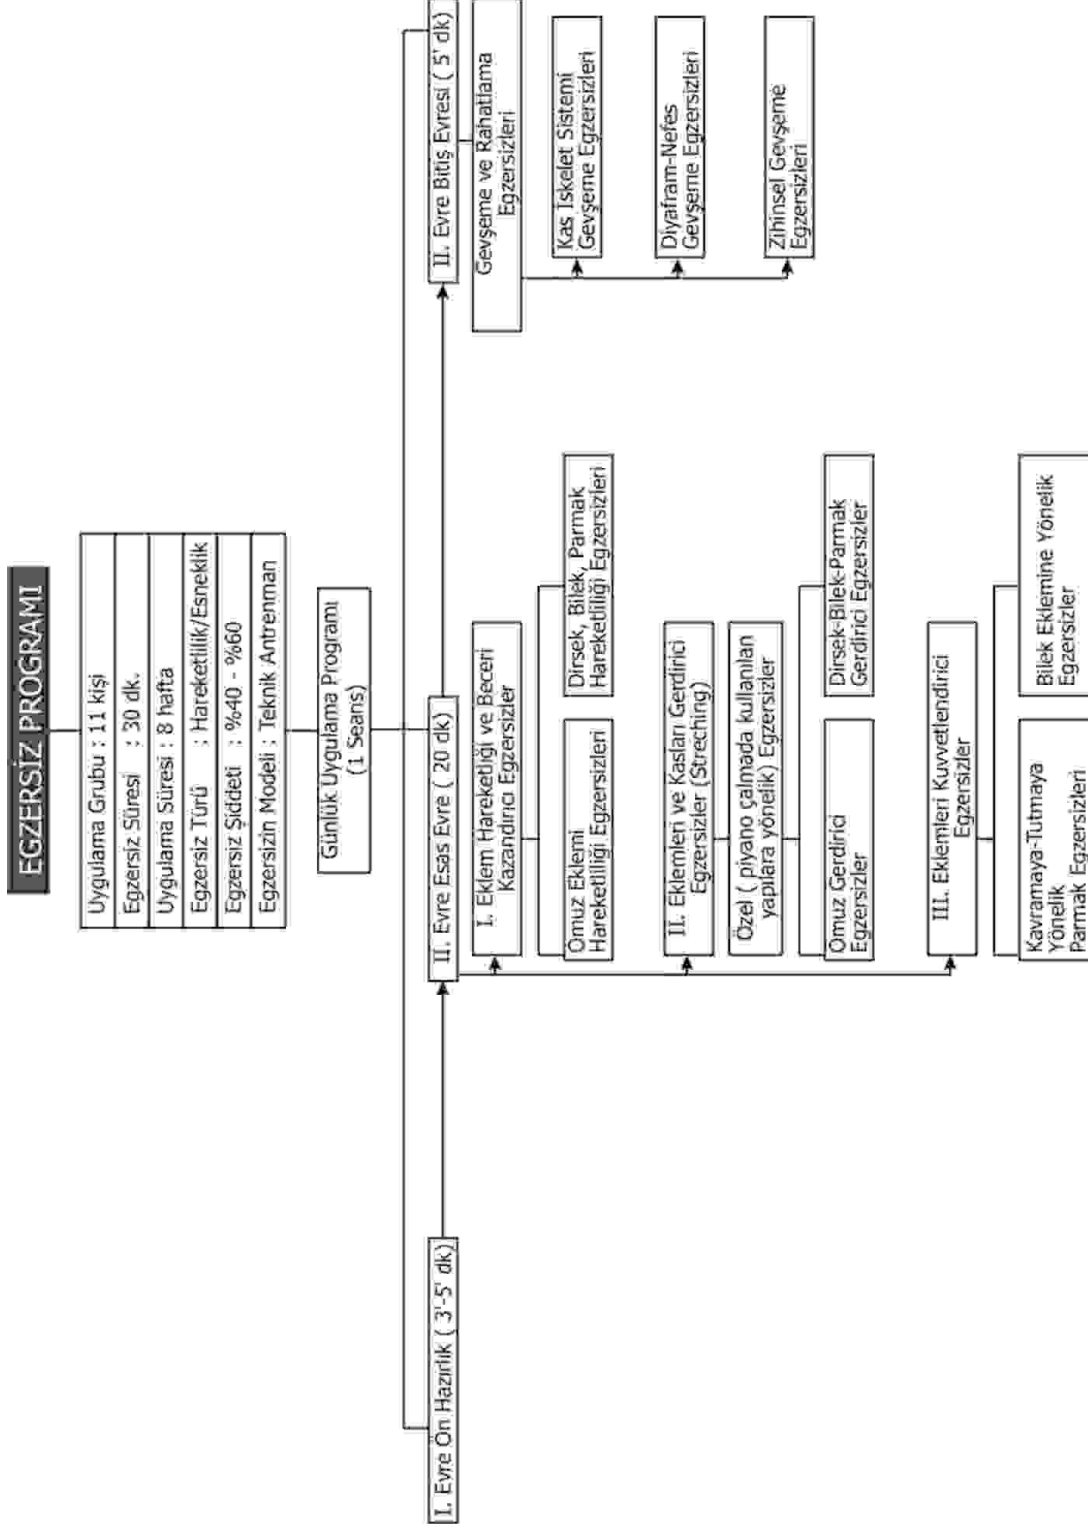 EGZERSİZ PROGRAMI
Uygulama Grubu : 11 kişi
Egzersiz Süresi : 30 dk.
Uygulama Süresi : 8 hafta
Egzersiz Türü : Hareketlilik/Esneklik
Egzersiz Şiddeti : %40 - %60
Egzersizin Modeli : Teknik Antrenman
Günlük Uygulama Programı
(1 Seans)
I. Evre Ön Hazırlık ( 3'-5' dk)
II. Evre Esas Evre ( 20 dk)
II. Evre Bitiş Evresi ( 5' dk)
I. Eklem Hareketliği ve Beceri
Kazandırıcı Egzersizler
Omuz Eklemi
Hareketliliği Egzersizleri
Dirsek, Bilek, Parmak
Hareketliliği Egzersizleri
II. Eklemleri ve Kasları Gerdirici
Egzersizler (Streching)
Özel ( piyano çalmada kullanılan
yapılara yönelik) Egzersizler
Omuz Gerdirici
Egzersizler
Dirsek-Bilek-Parmak
Gerdirici Egzersizler
III. Eklemleri Kuvvetlendirici
Egzersizler
Kavramaya-Tutmaya
Yönelik
Parmak Egzersizleri
Bilek Eklemine Yönelik
Egzersizler
Gevşeme ve Rahatlama
Egzersizleri
Kas İskelet Sistemi
Gevşeme Egzersizleri
Diyafram-Nefes
Gevşeme Egzersizleri
Zihinsel Gevşeme
Egzersizleri